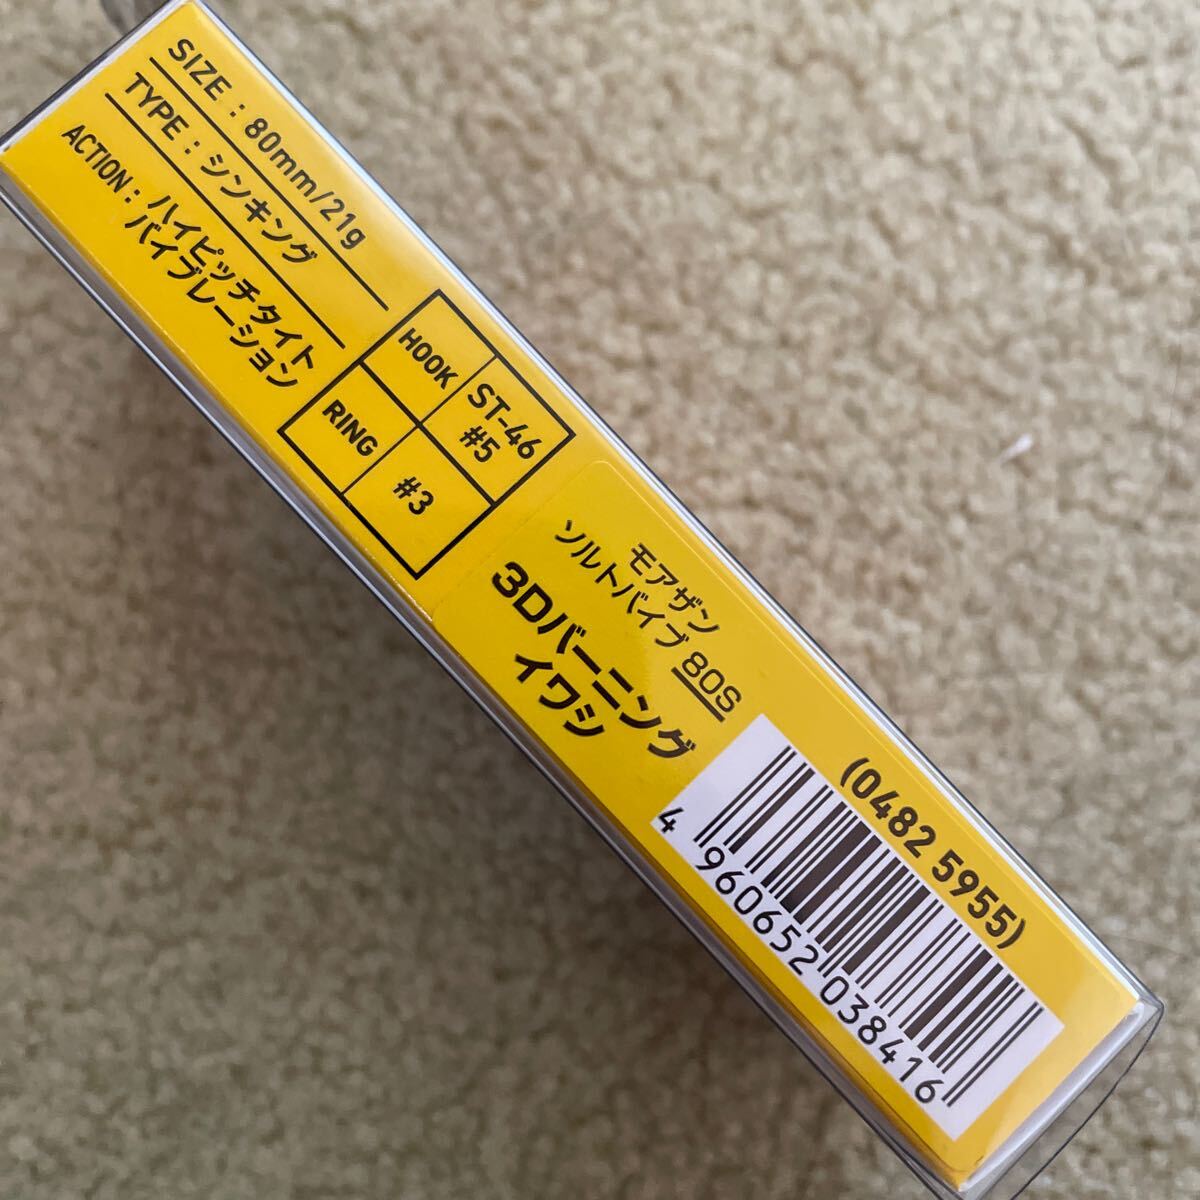 SIZE : 80mm/21g
TYPE : シンキング
ACTION : ハイピッチタイト
バイブレーション
HOOK
ST-46
#5
RING
#3
モアザン
ソルトバイブ 80S
3Dバーニング
イワシ
(0482 5955)
4 960652 038416